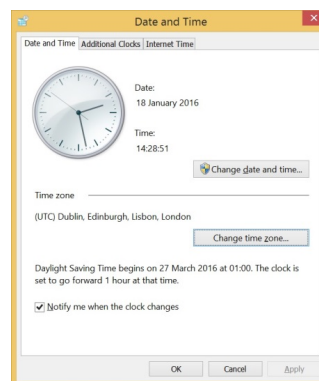 Date and Time
Date and Time Additional Clocks Internet Time
Date:
18 January 2016
Time:
14:28:51
Change date and time...
Time zone
(UTC) Dublin, Edinburgh, Lisbon, London
Change time zone...
Daylight Saving Time begins on 27 March 2016 at 01:00. The clock is
set to go forward 1 hour at that time.
Notify me when the clock changes
OK Cancel Apply